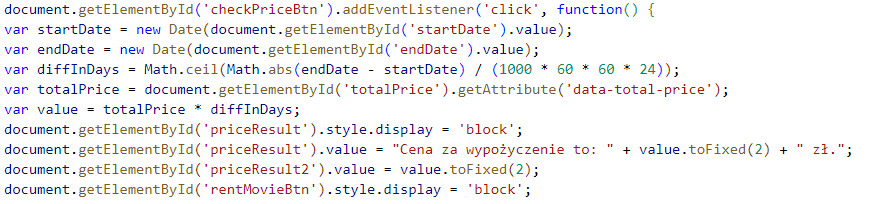 document.getElementById('checkPriceBtn').addEventListener('click', function() {
var startDate = new Date(document.getElementById('startDate').value);
var endDate = new Date(document.getElementById('endDate').value);
var diffInDays = Math.ceil(Math.abs(endDate - startDate) / (1000 * 60 * 60 * 24));
var totalPrice = document.getElementById('totalPrice').getAttribute('data-total-price');
var value = totalPrice * diffInDays;
document.getElementById('priceResult').style.display = 'block';
document.getElementById('priceResult').value = "Cena za wypożyczenie to: " + value.toFixed(2) + " zł.";
document.getElementById('priceResult2').value = value.toFixed(2);
document.getElementById('rentMovieBtn').style.display = 'block';